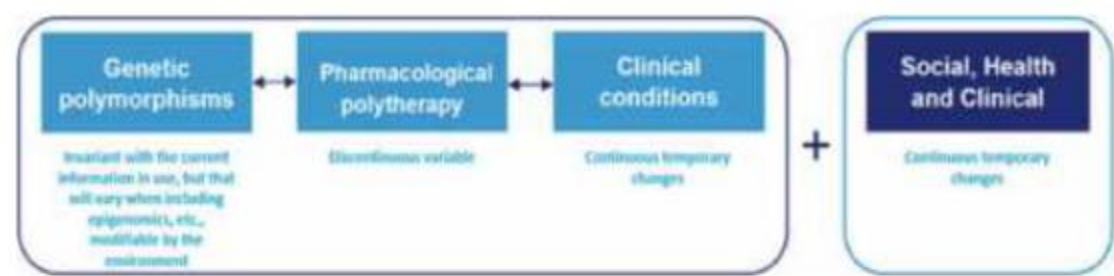 Genetic
polymorphisms
Pharmacological
polytherapy
Clinical
conditions
+
Social, Health
and Clinical
Invariant with the current
information in use, but that
will vary when including
epigenomics, etc.,
modifiable by the
environment
Discontinuous variable
Continuous temporary
changes
Continuous temporary
changes